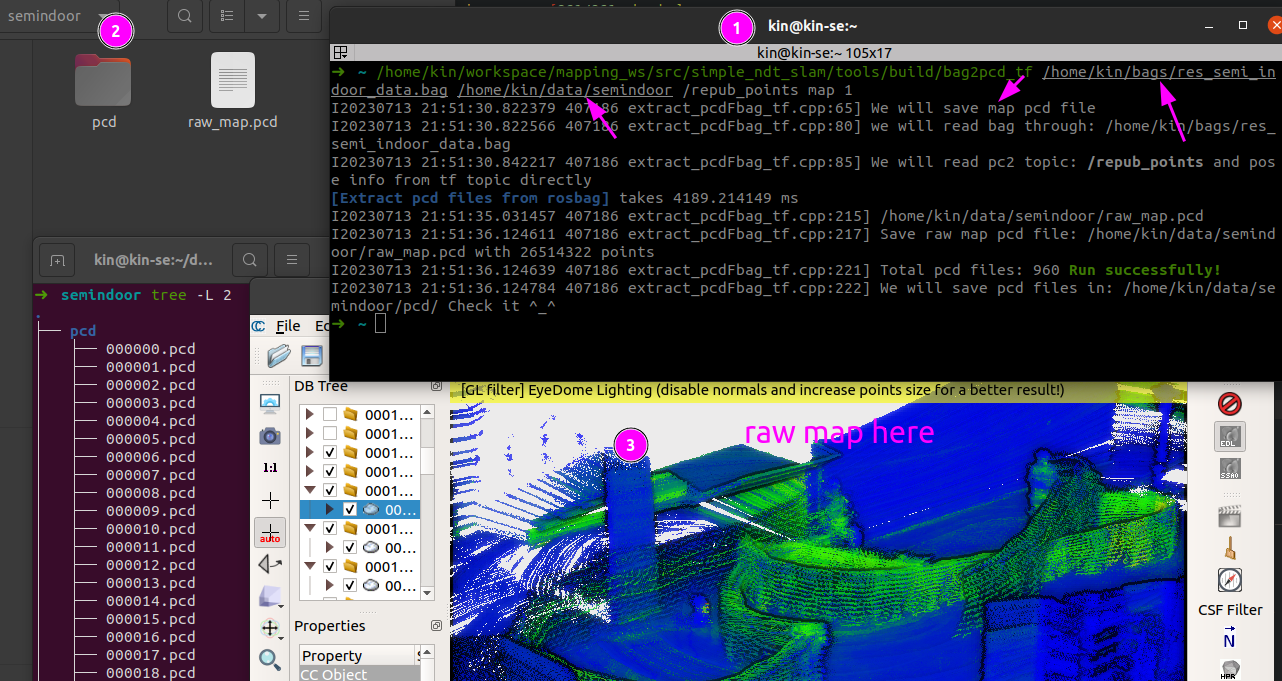 semindoor
2
pcd
raw_map.pcd
1
kin@kin-se:~
kin@kin-se:~ 105x17
➜ ~ /home/kin/workspace/mapping_ws/src/simple_ndt_slam/tools/build/bag2pcd_tf /home/kin/bags/res_semi_in
door_data.bag /home/kin/data/semindoor /repub_points map 1
I20230713 21:51:30.822379 407186 extract_pcdFbag_tf.cpp:65] We will save map pcd file
I20230713 21:51:30.822566 407186 extract_pcdFbag_tf.cpp:80] we will read bag through: /home/kin/bags/res_
semi_indoor_data.bag
I20230713 21:51:30.842217 407186 extract_pcdFbag_tf.cpp:85] We will read pc2 topic: /repub_points and pos
e info from tf topic directly
[Extract pcd files from rosbag] takes 4189.214149 ms
I20230713 21:51:35.031457 407186 extract_pcdFbag_tf.cpp:215] /home/kin/data/semindoor/raw_map.pcd
I20230713 21:51:36.124611 407186 extract_pcdFbag_tf.cpp:217] Save raw map pcd file: /home/kin/data/semind
oor/raw_map.pcd with 26514322 points
I20230713 21:51:36.124639 407186 extract_pcdFbag_tf.cpp:221] Total pcd files: 960 Run successfully!
I20230713 21:51:36.124784 407186 extract_pcdFbag_tf.cpp:222] We will save pcd files in: /home/kin/data/se
mindoor/pcd/ Check it ^_^
➜ ~
kin@kin-se:~/d...
➜ semindoor tree -L 2
.
pcd
000000.pcd
000001.pcd
000002.pcd
000003.pcd
000004.pcd
000005.pcd
000006.pcd
000007.pcd
000008.pcd
000009.pcd
000010.pcd
000011.pcd
000012.pcd
000013.pcd
000014.pcd
000015.pcd
000016.pcd
000017.pcd
000018.pcd
File
1:1
auto
DB Tree
0001...
0001...
0001...
0001...
0001...
00...
0001...
00...
0001...
00...
Properties
Property
CC Object
[GL filter] EyeDome Lighting (disable normals and increase points size for a better result!)
raw map here
3
EDL
SSAO
CSF Filter
N
HPR